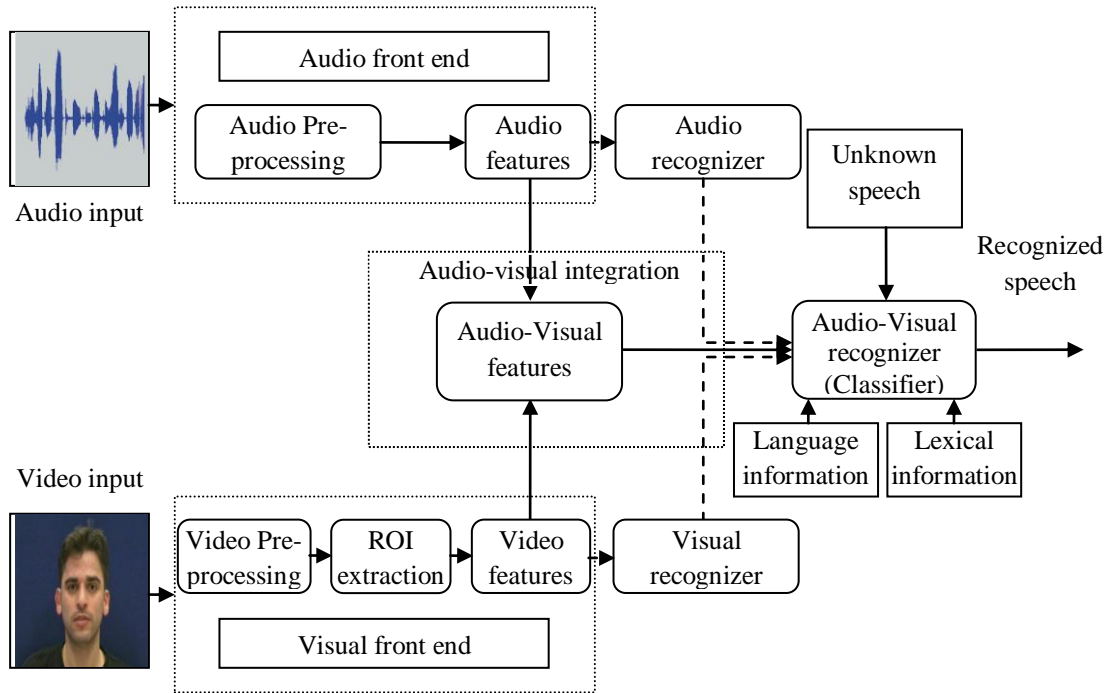 Audio front end
Audio Pre-
processing
Audio
features
Audio
recognizer
Unknown
speech
Audio input
Audio-visual integration
Recognized
speech
Audio-Visual
features
Audio-Visual
recognizer
(Classifier)
Language
information
Lexical
information
Video input
Video Pre-
processing
ROI
extraction
Video
features
Visual
recognizer
Visual front end